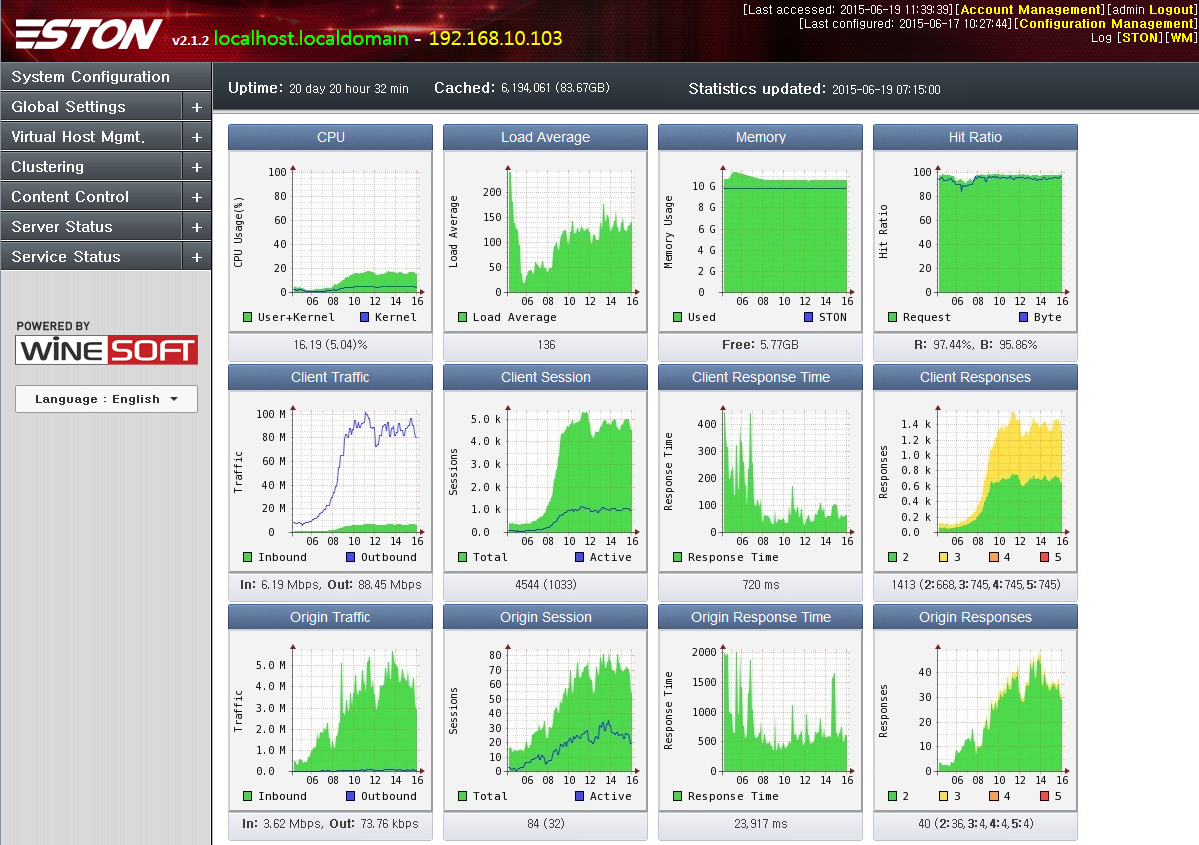 [Last accessed: 2015-06-19 11:39:39][Account Management][admin Logout]
[Last configured: 2015-06-17 10:27:44][Configuration Management]
Log [STON][WM]
STON v2.1.2 localhost.localdomain - 192.168.10.103
System Configuration
Global Settings +
Virtual Host Mgmt. +
Clustering +
Content Control +
Server Status +
Service Status +
POWERED BY
WINESOFT
Language : English
Uptime: 20 day 20 hour 32 min Cached: 6,194,061 (83.67GB) Statistics updated: 2015-06-19 07:15:00
CPU
CPU Usage(%)
100
80
60
40
20
0
06 08 10 12 14 16
User+Kernel Kernel
16.19 (5.04)%
Load Average
Load Average
200
150
100
50
0
06 08 10 12 14 16
Load Average
136
Memory
Memory Usage
10 G
8 G
6 G
4 G
2 G
0
06 08 10 12 14 16
Used STON
Free: 5.77GB
Hit Ratio
Hit Ratio
100
80
60
40
20
0
06 08 10 12 14 16
Request Byte
R: 97.44%, B: 95.86%
Client Traffic
Traffic
100 M
80 M
60 M
40 M
20 M
0
06 08 10 12 14 16
Inbound Outbound
In: 6.19 Mbps, Out: 88.45 Mbps
Client Session
Sessions
5.0 k
4.0 k
3.0 k
2.0 k
1.0 k
0.0
06 08 10 12 14 16
Total Active
4544 (1033)
Client Response Time
Response Time
400
300
200
100
0
06 08 10 12 14 16
Response Time
720 ms
Client Responses
Responses
1.4 k
1.2 k
1.0 k
0.8 k
0.6 k
0.4 k
0.2 k
0.0
06 08 10 12 14 16
2 3 4 5
1413 (2:668,3:745,4:745,5:745)
Origin Traffic
Traffic
5.0 M
4.0 M
3.0 M
2.0 M
1.0 M
0.0
06 08 10 12 14 16
Inbound Outbound
In: 3.62 Mbps, Out: 73.76 kbps
Origin Session
Sessions
80
70
60
50
40
30
20
10
0
06 08 10 12 14 16
Total Active
84 (32)
Origin Response Time
Response Time
2000
1500
1000
500
0
06 08 10 12 14 16
Response Time
23,917 ms
Origin Responses
Responses
40
30
20
10
0
06 08 10 12 14 16
2 3 4 5
40 (2:36,3:4,4:4,5:4)